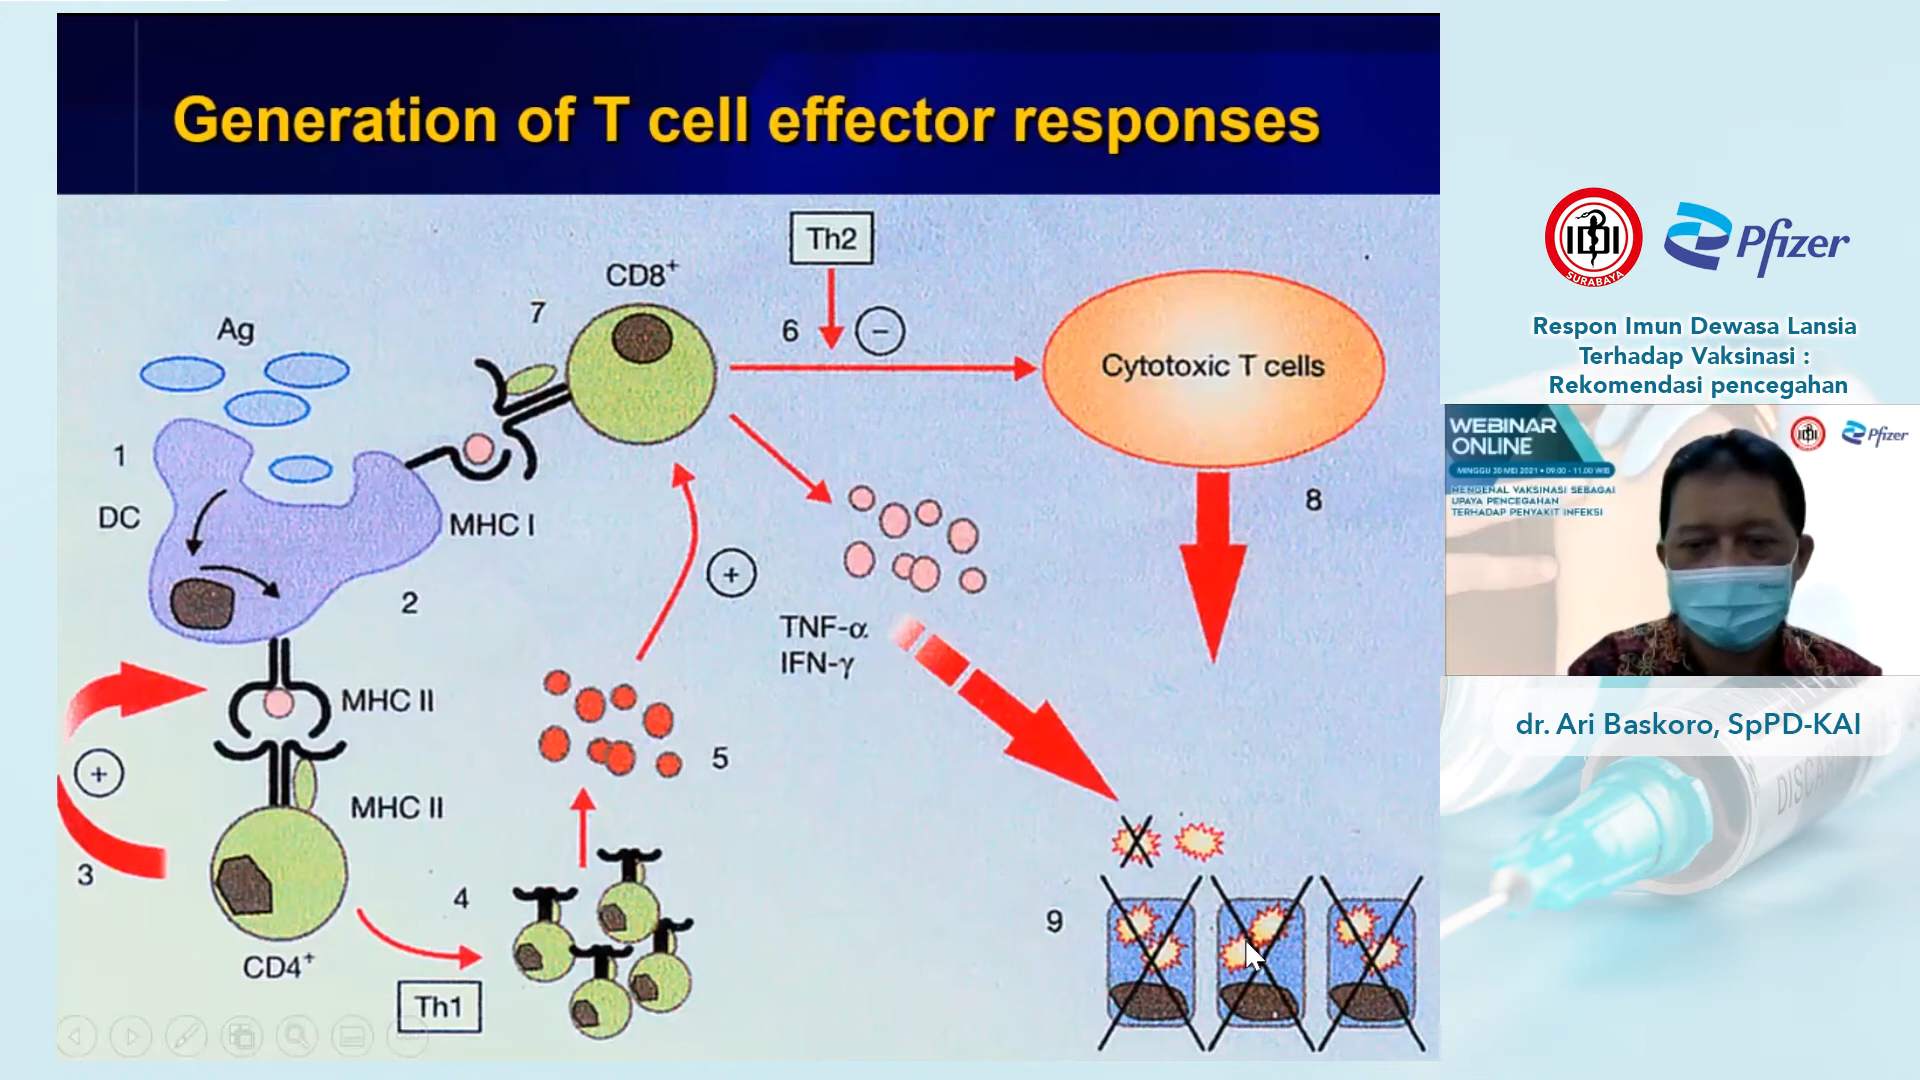 Generation of T cell effector responses
Th2
CD8+
7
6
−
Ag
Cytotoxic T cells
1
DC
MHC I
8
2
+
TNF-α
IFN-γ
MHC II
5
+
MHC II
3
4
9
CD4+
Th1
IDI
SURABAYA
Pfizer
Respon Imun Dewasa Lansia
Terhadap Vaksinasi :
Rekomendasi pencegahan
WEBINAR
ONLINE
MINGGU 30 MEI 2021 • 09.00 - 11.00 WIB
MENGENAL VAKSINASI SEBAGAI
UPAYA PENCEGAHAN
TERHADAP PENYAKIT INFEKSI
IDI
Pfizer
dr. Ari Baskoro, SpPD-KAI